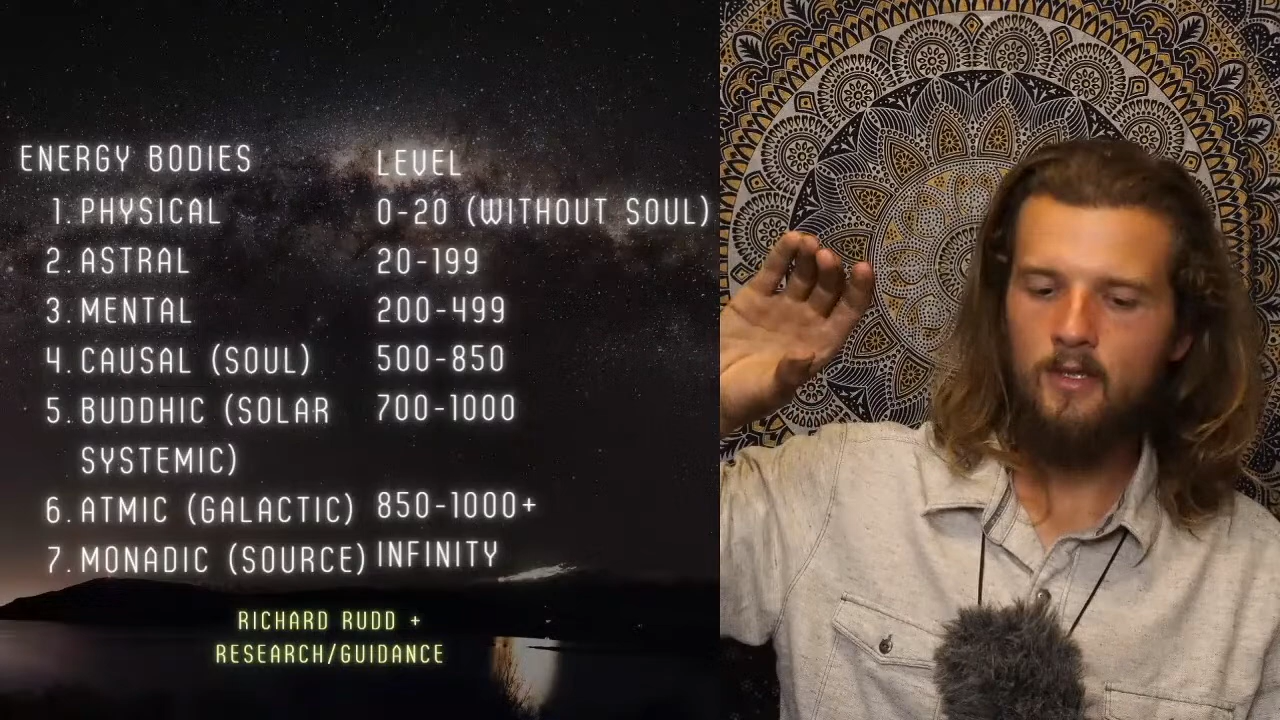 ENERGY BODIES LEVEL
1. PHYSICAL 0-20 (WITHOUT SOUL)
2. ASTRAL 20-199
3. MENTAL 200-499
4. CAUSAL (SOUL) 500-850
5. BUDDHIC (SOLAR 700-1000
SYSTEMIC)
6. ATMIC (GALACTIC) 850-1000+
7. MONADIC (SOURCE) INFINITY
RICHARD RUDD +
RESEARCH/GUIDANCE